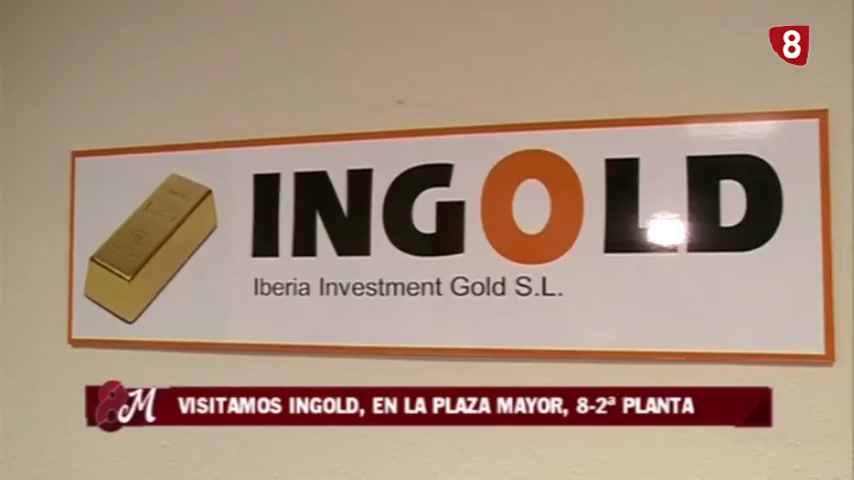 8
INGOLD
Iberia Investment Gold S.L.
M VISITAMOS INGOLD, EN LA PLAZA MAYOR, 8-2ª PLANTA